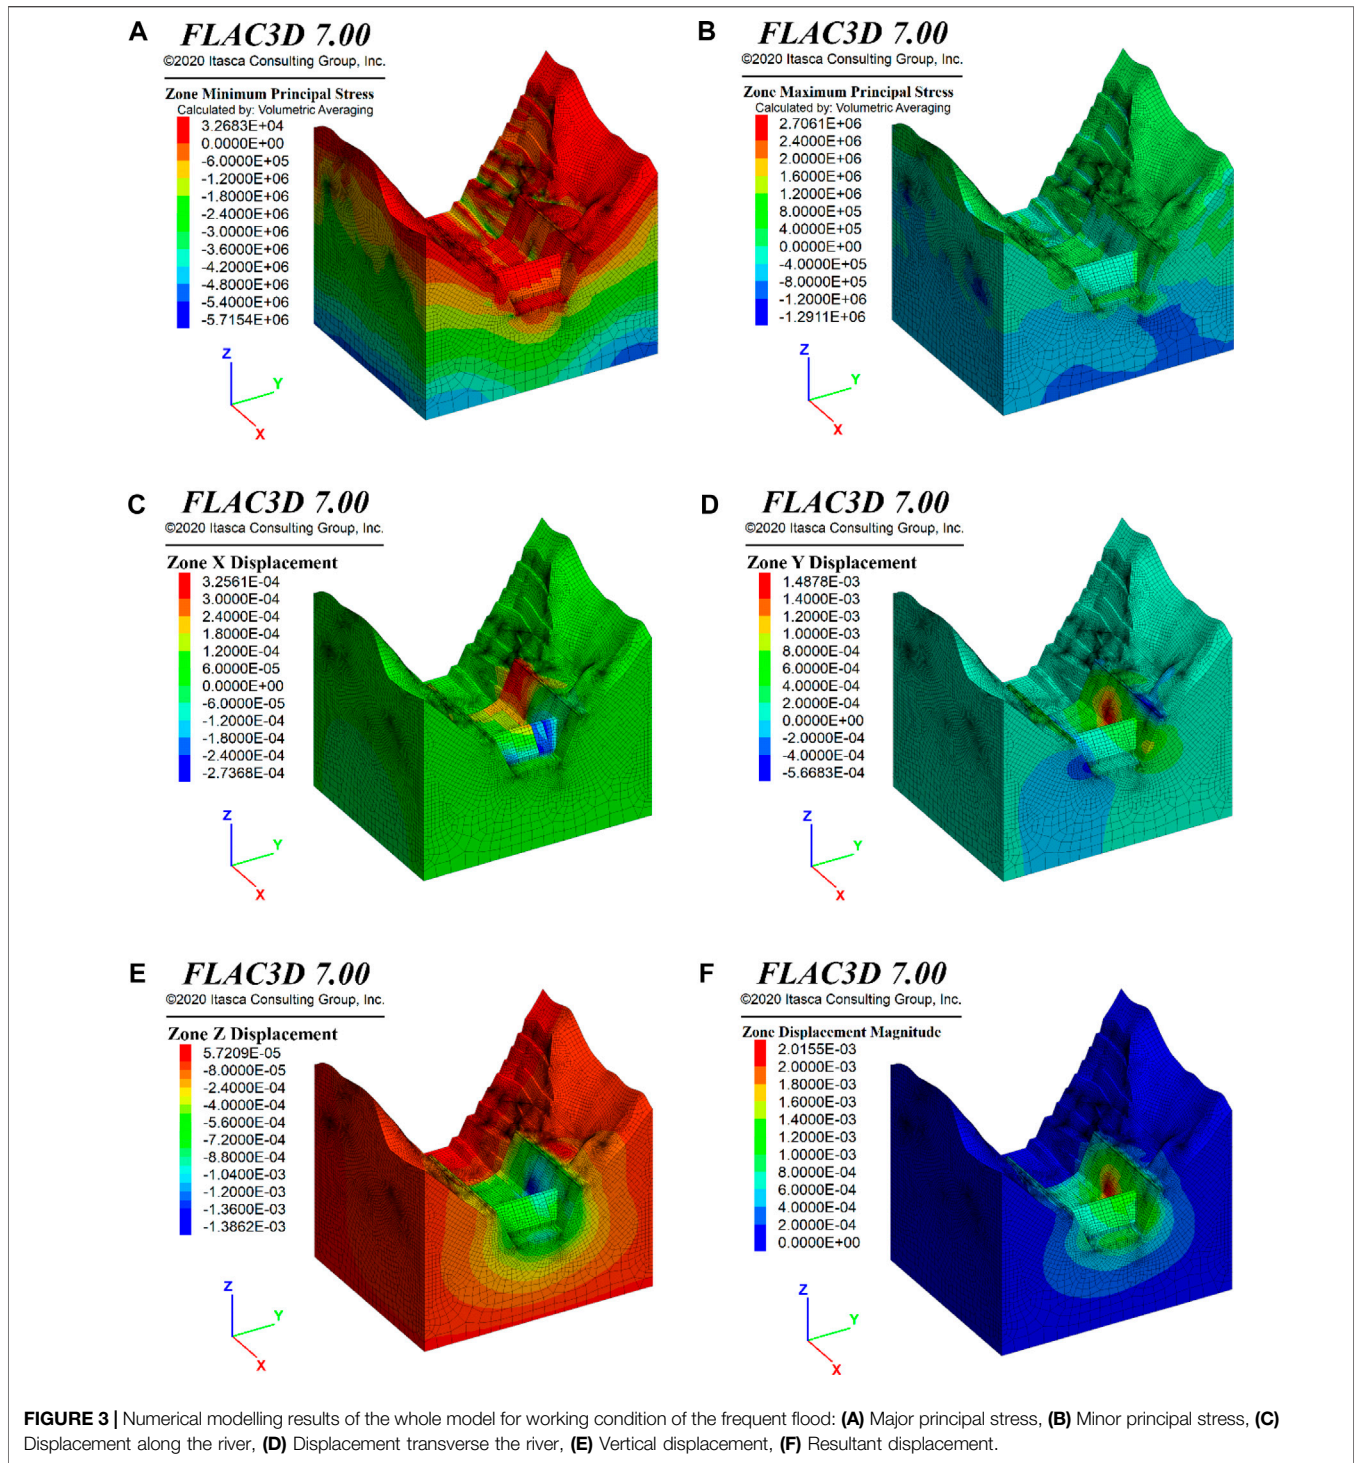 A
FLAC3D 7.00
©2020 Itasca Consulting Group, Inc.
Zone Minimum Principal Stress
Calculated by: Volumetric Averaging
3.2683E+04
0.0000E+00
-6.0000E+05
-1.2000E+06
-1.8000E+06
-2.4000E+06
-3.0000E+06
-3.6000E+06
-4.2000E+06
-4.8000E+06
-5.4000E+06
-5.7154E+06
Z
Y
X
B
FLAC3D 7.00
©2020 Itasca Consulting Group, Inc.
Zone Maximum Principal Stress
Calculated by: Volumetric Averaging
2.7061E+06
2.4000E+06
2.0000E+06
1.6000E+06
1.2000E+06
8.0000E+05
4.0000E+05
0.0000E+00
-4.0000E+05
-8.0000E+05
-1.2000E+06
-1.2911E+06
Z
Y
X
C
FLAC3D 7.00
©2020 Itasca Consulting Group, Inc.
Zone X Displacement
3.2561E-04
3.0000E-04
2.4000E-04
1.8000E-04
1.2000E-04
6.0000E-05
0.0000E+00
-6.0000E-05
-1.2000E-04
-1.8000E-04
-2.4000E-04
-2.7368E-04
Z
Y
X
D
FLAC3D 7.00
©2020 Itasca Consulting Group, Inc.
Zone Y Displacement
1.4878E-03
1.4000E-03
1.2000E-03
1.0000E-03
8.0000E-04
6.0000E-04
4.0000E-04
2.0000E-04
0.0000E+00
-2.0000E-04
-4.0000E-04
-5.6683E-04
Z
Y
X
E
FLAC3D 7.00
©2020 Itasca Consulting Group, Inc.
Zone Z Displacement
5.7209E-05
-8.0000E-05
-2.4000E-04
-4.0000E-04
-5.6000E-04
-7.2000E-04
-8.8000E-04
-1.0400E-03
-1.2000E-03
-1.3600E-03
-1.3862E-03
Z
Y
X
F
FLAC3D 7.00
©2020 Itasca Consulting Group, Inc.
Zone Displacement Magnitude
2.0155E-03
2.0000E-03
1.8000E-03
1.6000E-03
1.4000E-03
1.2000E-03
1.0000E-03
8.0000E-04
6.0000E-04
4.0000E-04
2.0000E-04
0.0000E+00
Z
Y
X
FIGURE 3 | Numerical modelling results of the whole model for working condition of the frequent flood: (A) Major principal stress, (B) Minor principal stress, (C)
Displacement along the river, (D) Displacement transverse the river, (E) Vertical displacement, (F) Resultant displacement.